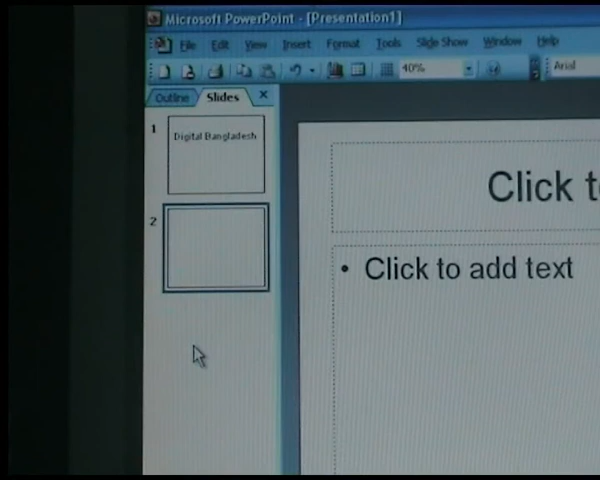 Microsoft PowerPoint - [Presentation1]
File Edit View Insert Format Tools Slide Show Window Help
40% Arial
Outline Slides
1
Digital Bangladesh
2
Click t
• Click to add text